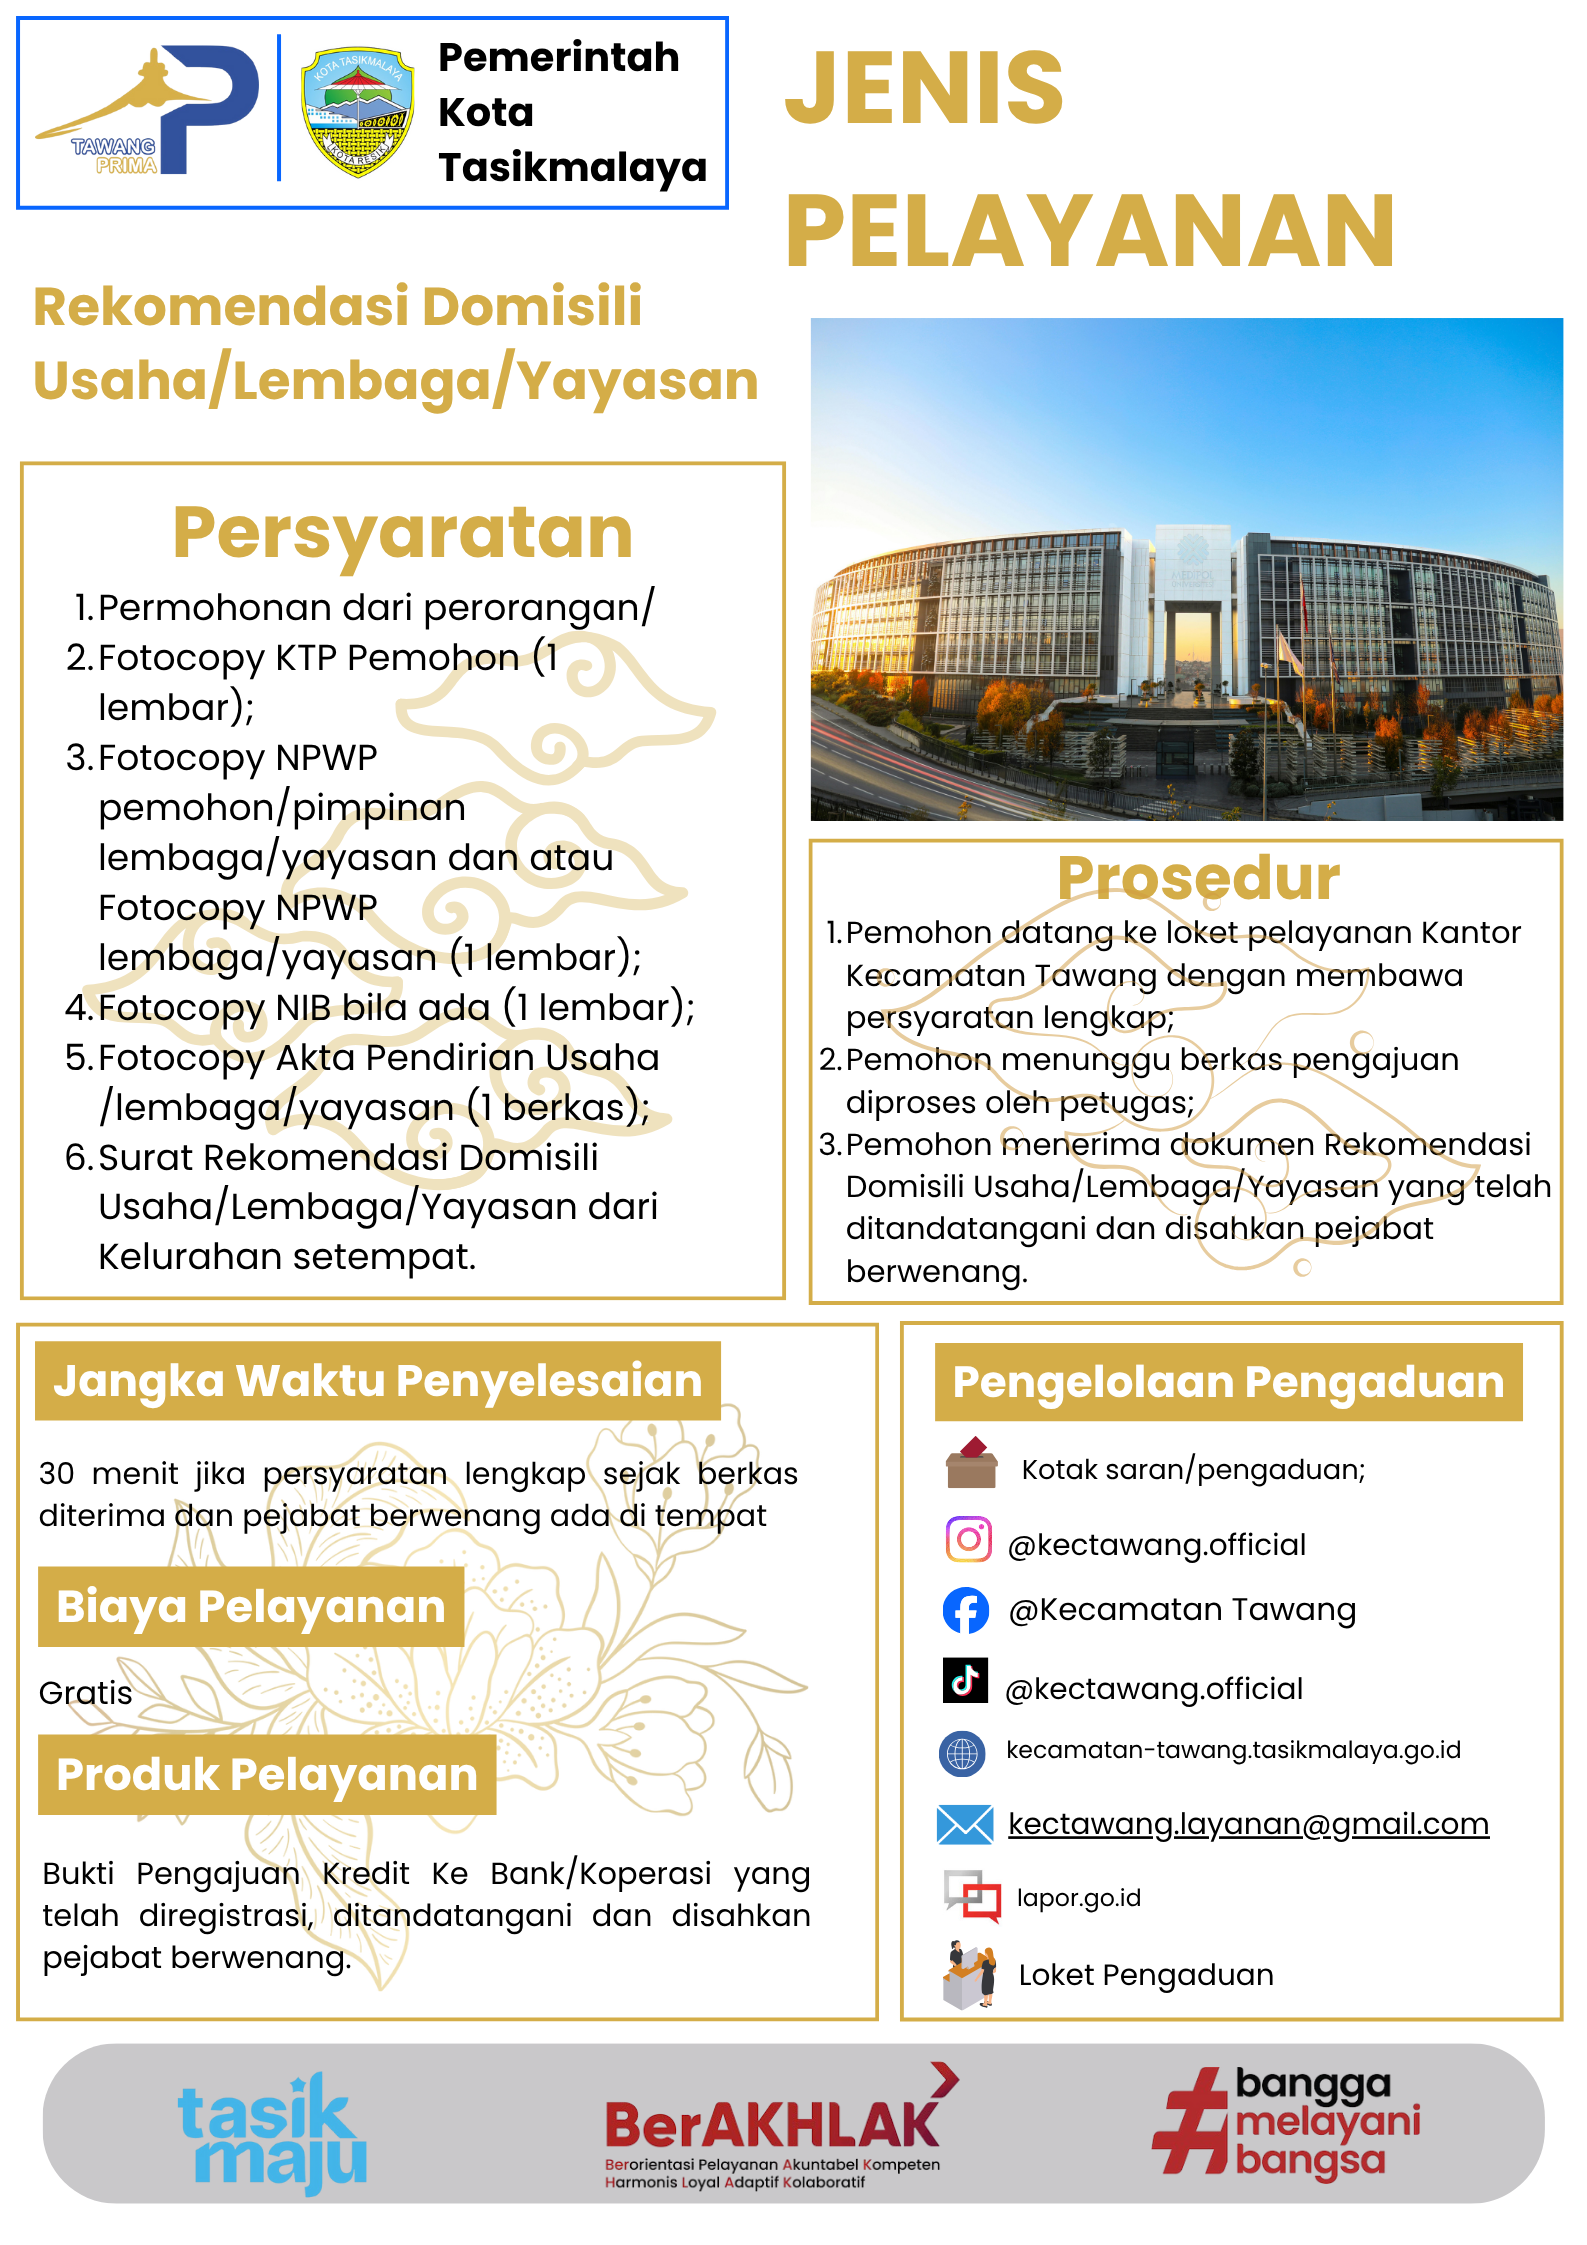 TAWANG
PRIMA
KOTA TASIKMALAYA
KOTA RESIK
Pemerintah
Kota
Tasikmalaya
JENIS
PELAYANAN
Rekomendasi Domisili
Usaha/Lembaga/Yayasan
Persyaratan
1. Permohonan dari perorangan/
2. Fotocopy KTP Pemohon (1
lembar);
3. Fotocopy NPWP
pemohon/pimpinan
lembaga/yayasan dan atau
Fotocopy NPWP
lembaga/yayasan (1 lembar);
4. Fotocopy NIB bila ada (1 lembar);
5. Fotocopy Akta Pendirian Usaha
/lembaga/yayasan (1 berkas);
6. Surat Rekomendasi Domisili
Usaha/Lembaga/Yayasan dari
Kelurahan setempat.
MEDIPOL
Prosedur
1. Pemohon datang ke loket pelayanan Kantor
Kecamatan Tawang dengan membawa
persyaratan lengkap;
2. Pemohon menunggu berkas pengajuan
diproses oleh petugas;
3. Pemohon menerima dokumen Rekomendasi
Domisili Usaha/Lembaga/Yayasan yang telah
ditandatangani dan disahkan pejabat
berwenang.
Jangka Waktu Penyelesaian
30 menit jika persyaratan lengkap sejak berkas
diterima dan pejabat berwenang ada di tempat
Biaya Pelayanan
Gratis
Produk Pelayanan
Bukti Pengajuan Kredit Ke Bank/Koperasi yang
telah diregistrasi, ditandatangani dan disahkan
pejabat berwenang.
Pengelolaan Pengaduan
Kotak saran/pengaduan;
@kectawang.official
@Kecamatan Tawang
@kectawang.official
kecamatan-tawang.tasikmalaya.go.id
kectawang.layanan@gmail.com
lapor.go.id
Loket Pengaduan
tasik
maju
BerAKHLAK
Berorientasi Pelayanan Akuntabel Kompeten
Harmonis Loyal Adaptif Kolaboratif
#bangga
melayani
bangsa